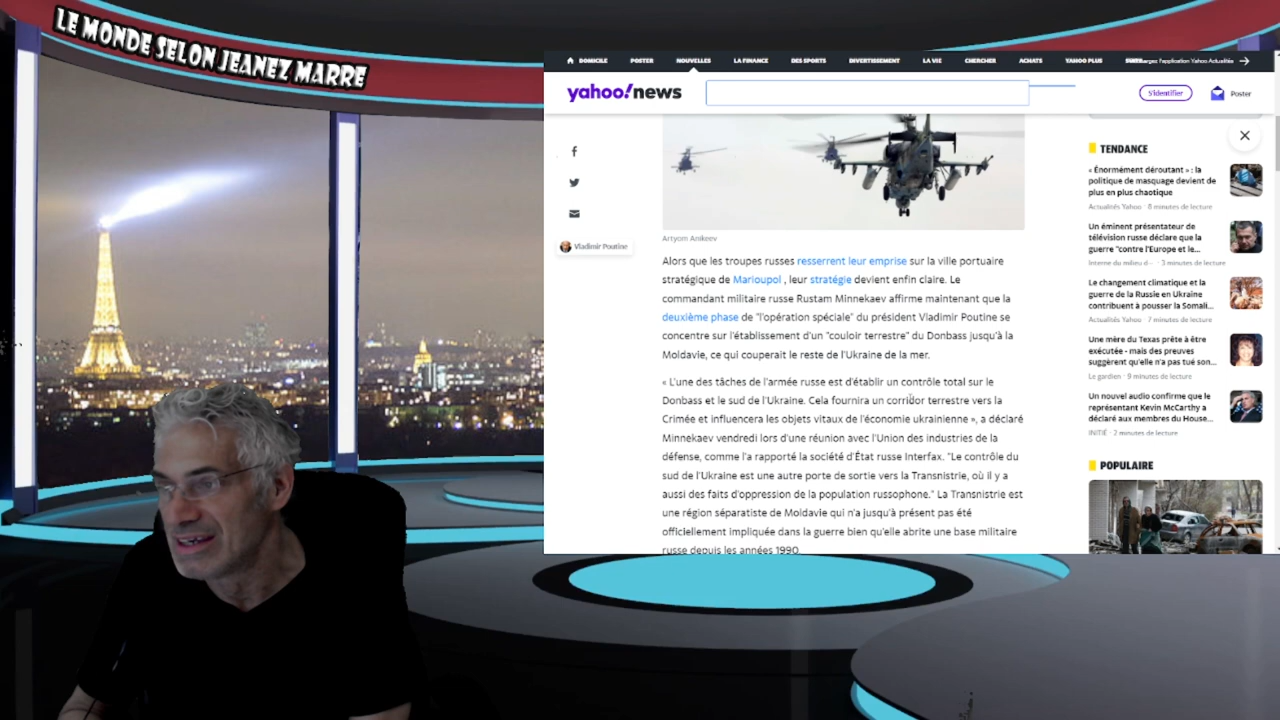 LE MONDE SELON JEANEZ MARRE
DOMICILE POSTER NOUVELLES LA FINANCE DES SPORTS DIVERTISSEMENT LA VIE CHERCHER ACHATS YAHOO PLUS l'application Yahoo Actualités
yahoo!news
S'identifier
Poster
Vladimir Poutine
Artyom Anikeev
Alors que les troupes russes resserrent leur emprise sur la ville portuaire
stratégique de Marioupol , leur stratégie devient enfin claire. Le
commandant militaire russe Rustam Minnekaev affirme maintenant que la
deuxième phase de "l'opération spéciale" du président Vladimir Poutine se
concentre sur l'établissement d'un "couloir terrestre" du Donbass jusqu'à la
Moldavie, ce qui couperait le reste de l'Ukraine de la mer.
« L'une des tâches de l'armée russe est d'établir un contrôle total sur le
Donbass et le sud de l'Ukraine. Cela fournira un corridor terrestre vers la
Crimée et influencera les objets vitaux de l'économie ukrainienne », a déclaré
Minnekaev vendredi lors d'une réunion avec l'Union des industries de la
défense, comme l'a rapporté la société d'État russe Interfax. "Le contrôle du
sud de l'Ukraine est une autre porte de sortie vers la Transnistrie, où il y a
aussi des faits d'oppression de la population russophone." La Transnistrie est
une région séparatiste de Moldavie qui n'a jusqu'à présent pas été
officiellement impliquée dans la guerre bien qu'elle abrite une base militaire
russe depuis les années 1990.
TENDANCE
« Énormément déroutant » : la
politique de masquage devient de
plus en plus chaotique
Actualités Yahoo · 8 minutes de lecture
Un éminent présentateur de
télévision russe déclare que la
guerre "contre l'Europe et le...
Interne du milieu d··· · 3 minutes de lecture
Le changement climatique et la
guerre de la Russie en Ukraine
contribuent à pousser la Somali...
Actualités Yahoo · 7 minutes de lecture
Une mère du Texas prête à être
exécutée - mais des preuves
suggèrent qu'elle n'a pas tué son...
Le gardien · 9 minutes de lecture
Un nouvel audio confirme que le
représentant Kevin McCarthy a
déclaré aux membres du House...
INITIÉ · 2 minutes de lecture
POPULAIRE